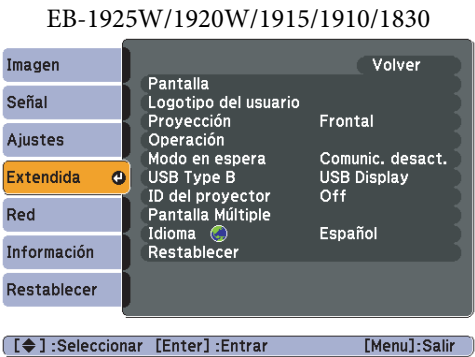 EB-1925W/1920W/1915/1910/1830
Imagen
Señal
Ajustes
Extendida
Red
Información
Restablecer
Volver
Pantalla
Logotipo del usuario
Proyección Frontal
Operación
Modo en espera Comunic. desact.
USB Type B USB Display
ID del proyector Off
Pantalla Múltiple
Idioma Español
Restablecer
[◆] :Seleccionar [Enter] :Entrar [Menu]:Salir